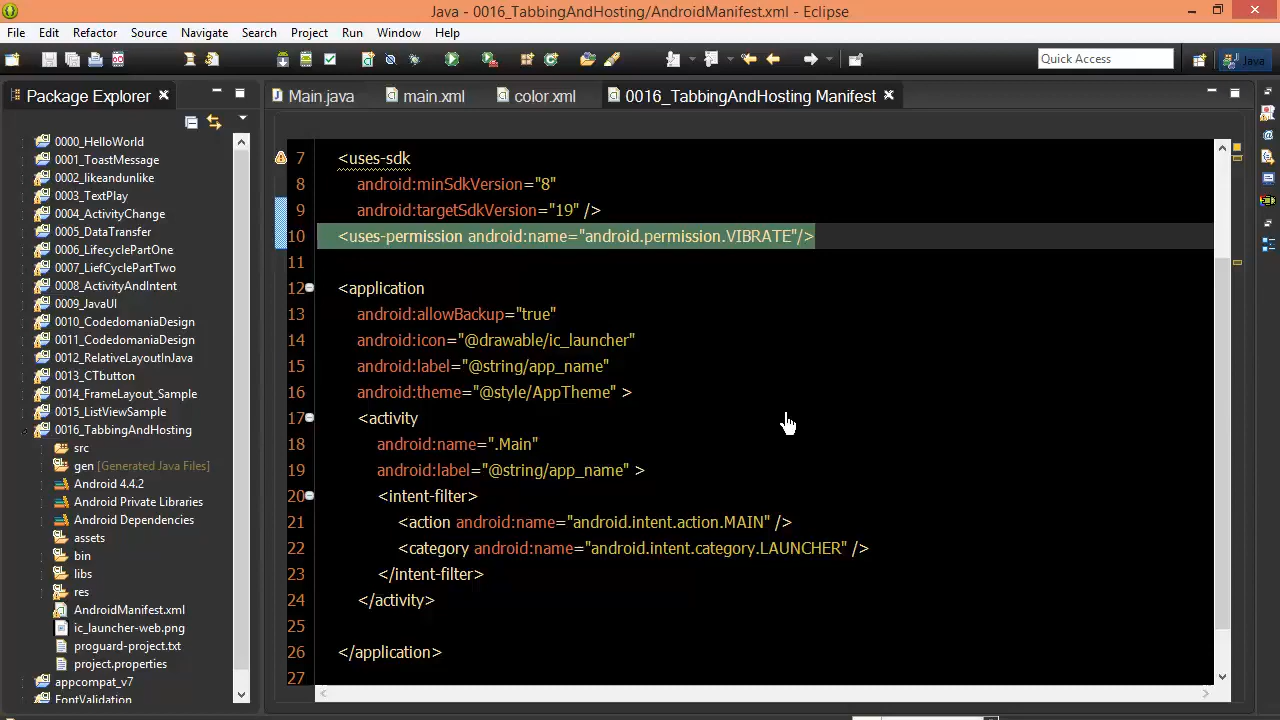 Java - 0016_TabbingAndHosting/AndroidManifest.xml - Eclipse
File Edit Refactor Source Navigate Search Project Run Window Help
Quick Access
Java
Package Explorer
Main.java main.xml color.xml 0016_TabbingAndHosting Manifest
0000_HelloWorld
0001_ToastMessage
0002_likeandunlike
0003_TextPlay
0004_ActivityChange
0005_DataTransfer
0006_LifecyclePartOne
0007_LiefCyclePartTwo
0008_ActivityAndIntent
0009_JavaUI
0010_CodedomaniaDesign
0011_CodedomaniaDesign
0012_RelativeLayoutInJava
0013_CTbutton
0014_FrameLayout_Sample
0015_ListViewSample
0016_TabbingAndHosting
src
gen [Generated Java Files]
Android 4.4.2
Android Private Libraries
Android Dependencies
assets
bin
libs
res
AndroidManifest.xml
ic_launcher-web.png
proguard-project.txt
project.properties
appcompat_v7
FontValidation
7 <uses-sdk
8 android:minSdkVersion="8"
9 android:targetSdkVersion="19" />
10 <uses-permission android:name="android.permission.VIBRATE"/>
11
12 <application
13 android:allowBackup="true"
14 android:icon="@drawable/ic_launcher"
15 android:label="@string/app_name"
16 android:theme="@style/AppTheme" >
17 <activity
18 android:name=".Main"
19 android:label="@string/app_name" >
20 <intent-filter>
21 <action android:name="android.intent.action.MAIN" />
22 <category android:name="android.intent.category.LAUNCHER" />
23 </intent-filter>
24 </activity>
25
26 </application>
27